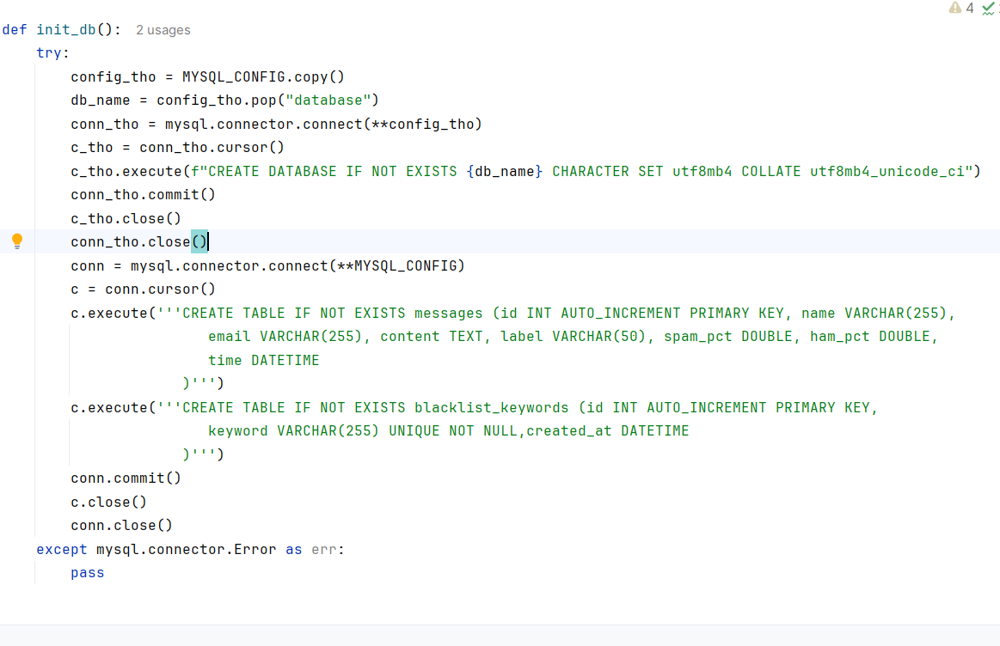 4
def init_db(): 2 usages
    try:
        config_tho = MYSQL_CONFIG.copy()
        db_name = config_tho.pop("database")
        conn_tho = mysql.connector.connect(**config_tho)
        c_tho = conn_tho.cursor()
        c_tho.execute(f"CREATE DATABASE IF NOT EXISTS {db_name} CHARACTER SET utf8mb4 COLLATE utf8mb4_unicode_ci")
        conn_tho.commit()
        c_tho.close()
        conn_tho.close()
        conn = mysql.connector.connect(**MYSQL_CONFIG)
        c = conn.cursor()
        c.execute('''CREATE TABLE IF NOT EXISTS messages (id INT AUTO_INCREMENT PRIMARY KEY, name VARCHAR(255),
                        email VARCHAR(255), content TEXT, label VARCHAR(50), spam_pct DOUBLE, ham_pct DOUBLE,
                        time DATETIME
                     )''')
        c.execute('''CREATE TABLE IF NOT EXISTS blacklist_keywords (id INT AUTO_INCREMENT PRIMARY KEY,
                        keyword VARCHAR(255) UNIQUE NOT NULL,created_at DATETIME
                     )''')
        conn.commit()
        c.close()
        conn.close()
    except mysql.connector.Error as err:
        pass